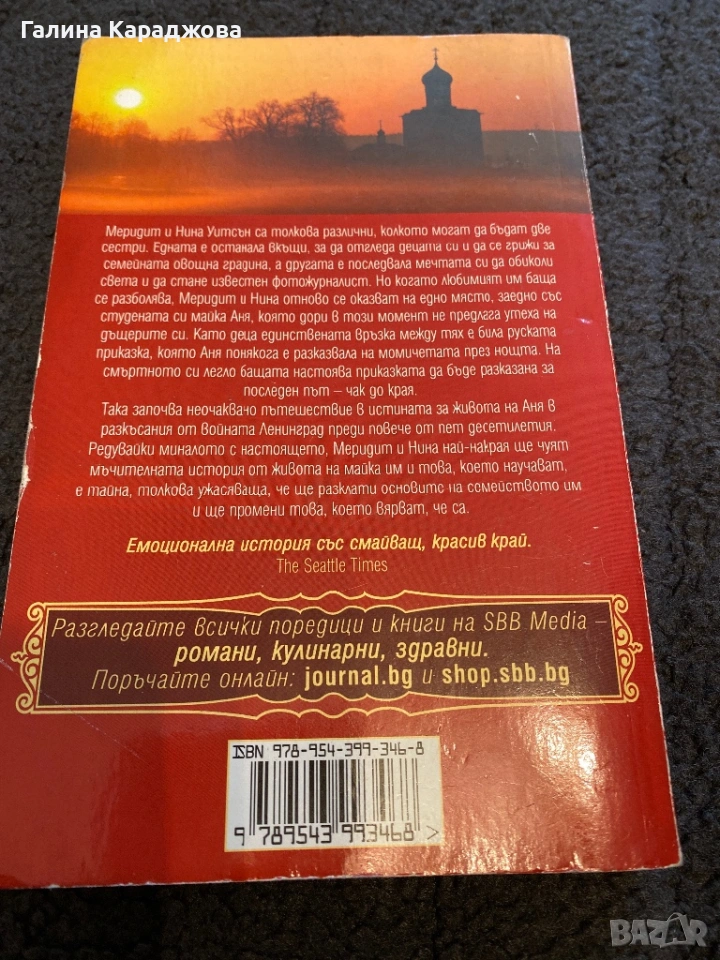 Галина Караджова
Меридит и Нина Уитсън са толкова различни, колкото могат да бъдат две
сестри. Едната е останала вкъщи, за да отгледа децата си и да се грижи за
семейната овощна градина, а другата е последвала мечтата си да обиколи
света и да стане известен фотожурналист. Но когато любимият им баща
се разболява, Меридит и Нина отново се оказват на едно място, заедно със
студената си майка Аня, която дори в този момент не предлага утеха на
дъщерите си. Като деца единствената връзка между тях е била руската
приказка, която Аня понякога е разказвала на момичетата през нощта. На
смъртното си легло бащата настоява приказката да бъде разказана за
последен път – чак до края.
Така започва неочаквано пътешествие в истината за живота на Аня в
разкъсания от войната Ленинград преди повече от пет десетилетия.
Редувайки миналото с настоящето, Меридит и Нина най-накрая ще чуят
мъчителната история от живота на майка им и това, което научават,
е тайна, толкова ужасяваща, че ще разклати основите на семейството им
и ще промени това, което вярват, че са.
Емоционална история със смайващ, красив край.
The Seattle Times
Разгледайте всички поредици и книги на SBB Media –
романи, кулинарни, здравни.
Поръчайте онлайн: journal.bg и shop.sbb.bg
ISBN 978-954-399-346-8
9 789543 993468 >
BAZAR